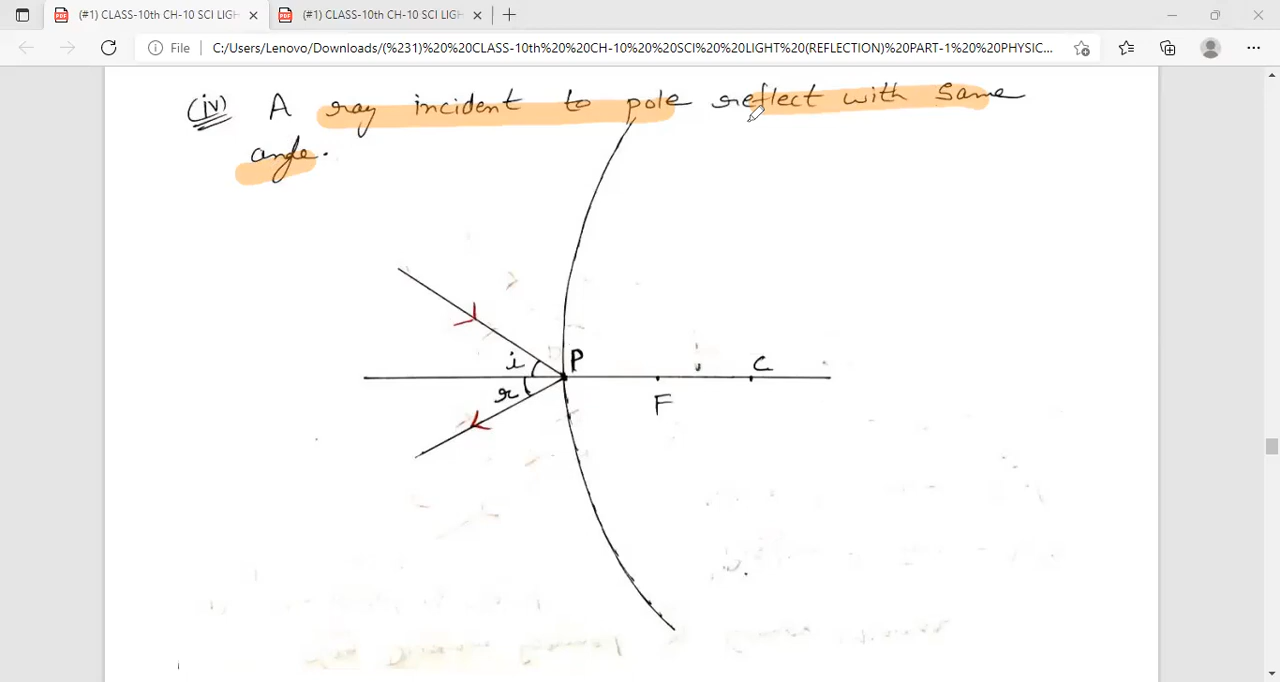 (#1) CLASS-10th CH-10 SCI LIGH
(#1) CLASS-10th CH-10 SCI LIGH
File
C:/Users/Lenovo/Downloads/(%231)%20%20CLASS-10th%20%20CH-10%20%20SCI%20%20LIGHT%20(REFLECTION)%20PART-1%20%20PHYSIC...
(iv) A ray incident to pole reflect with same
angle.
i
P
C
r
F